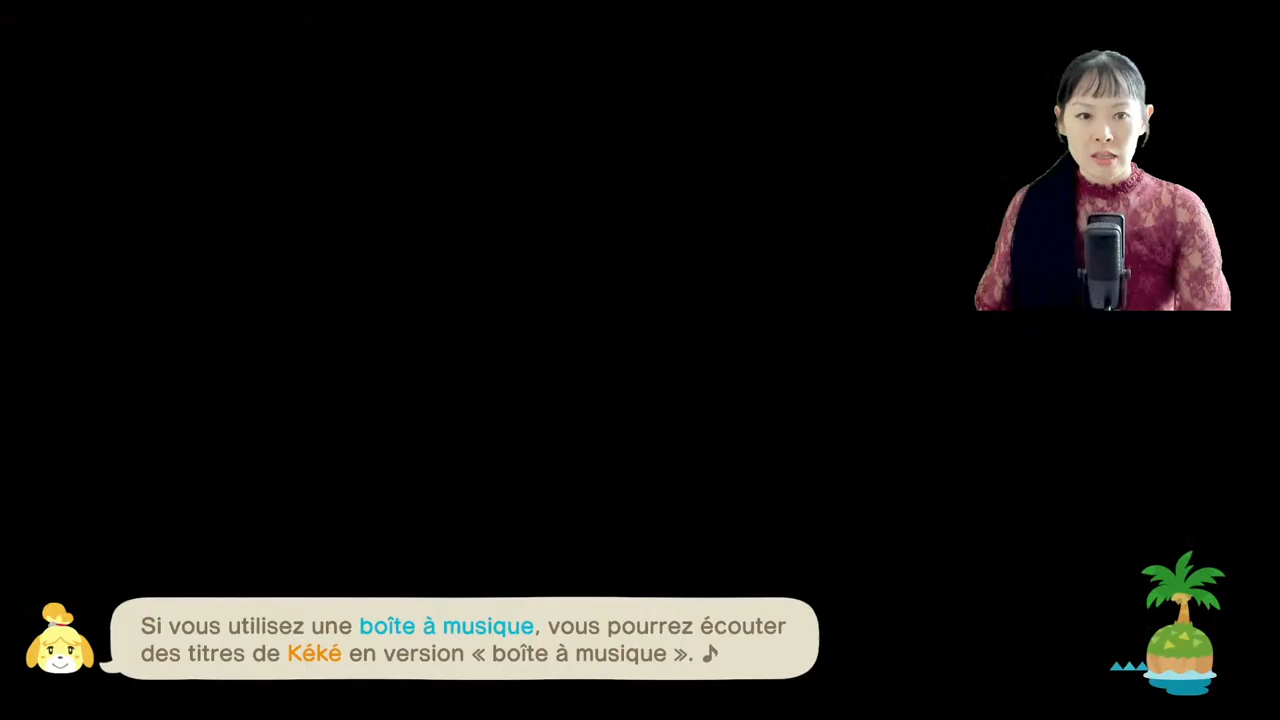 Si vous utilisez une boîte à musique, vous pourrez écouter
des titres de Kéké en version « boîte à musique ». ♪